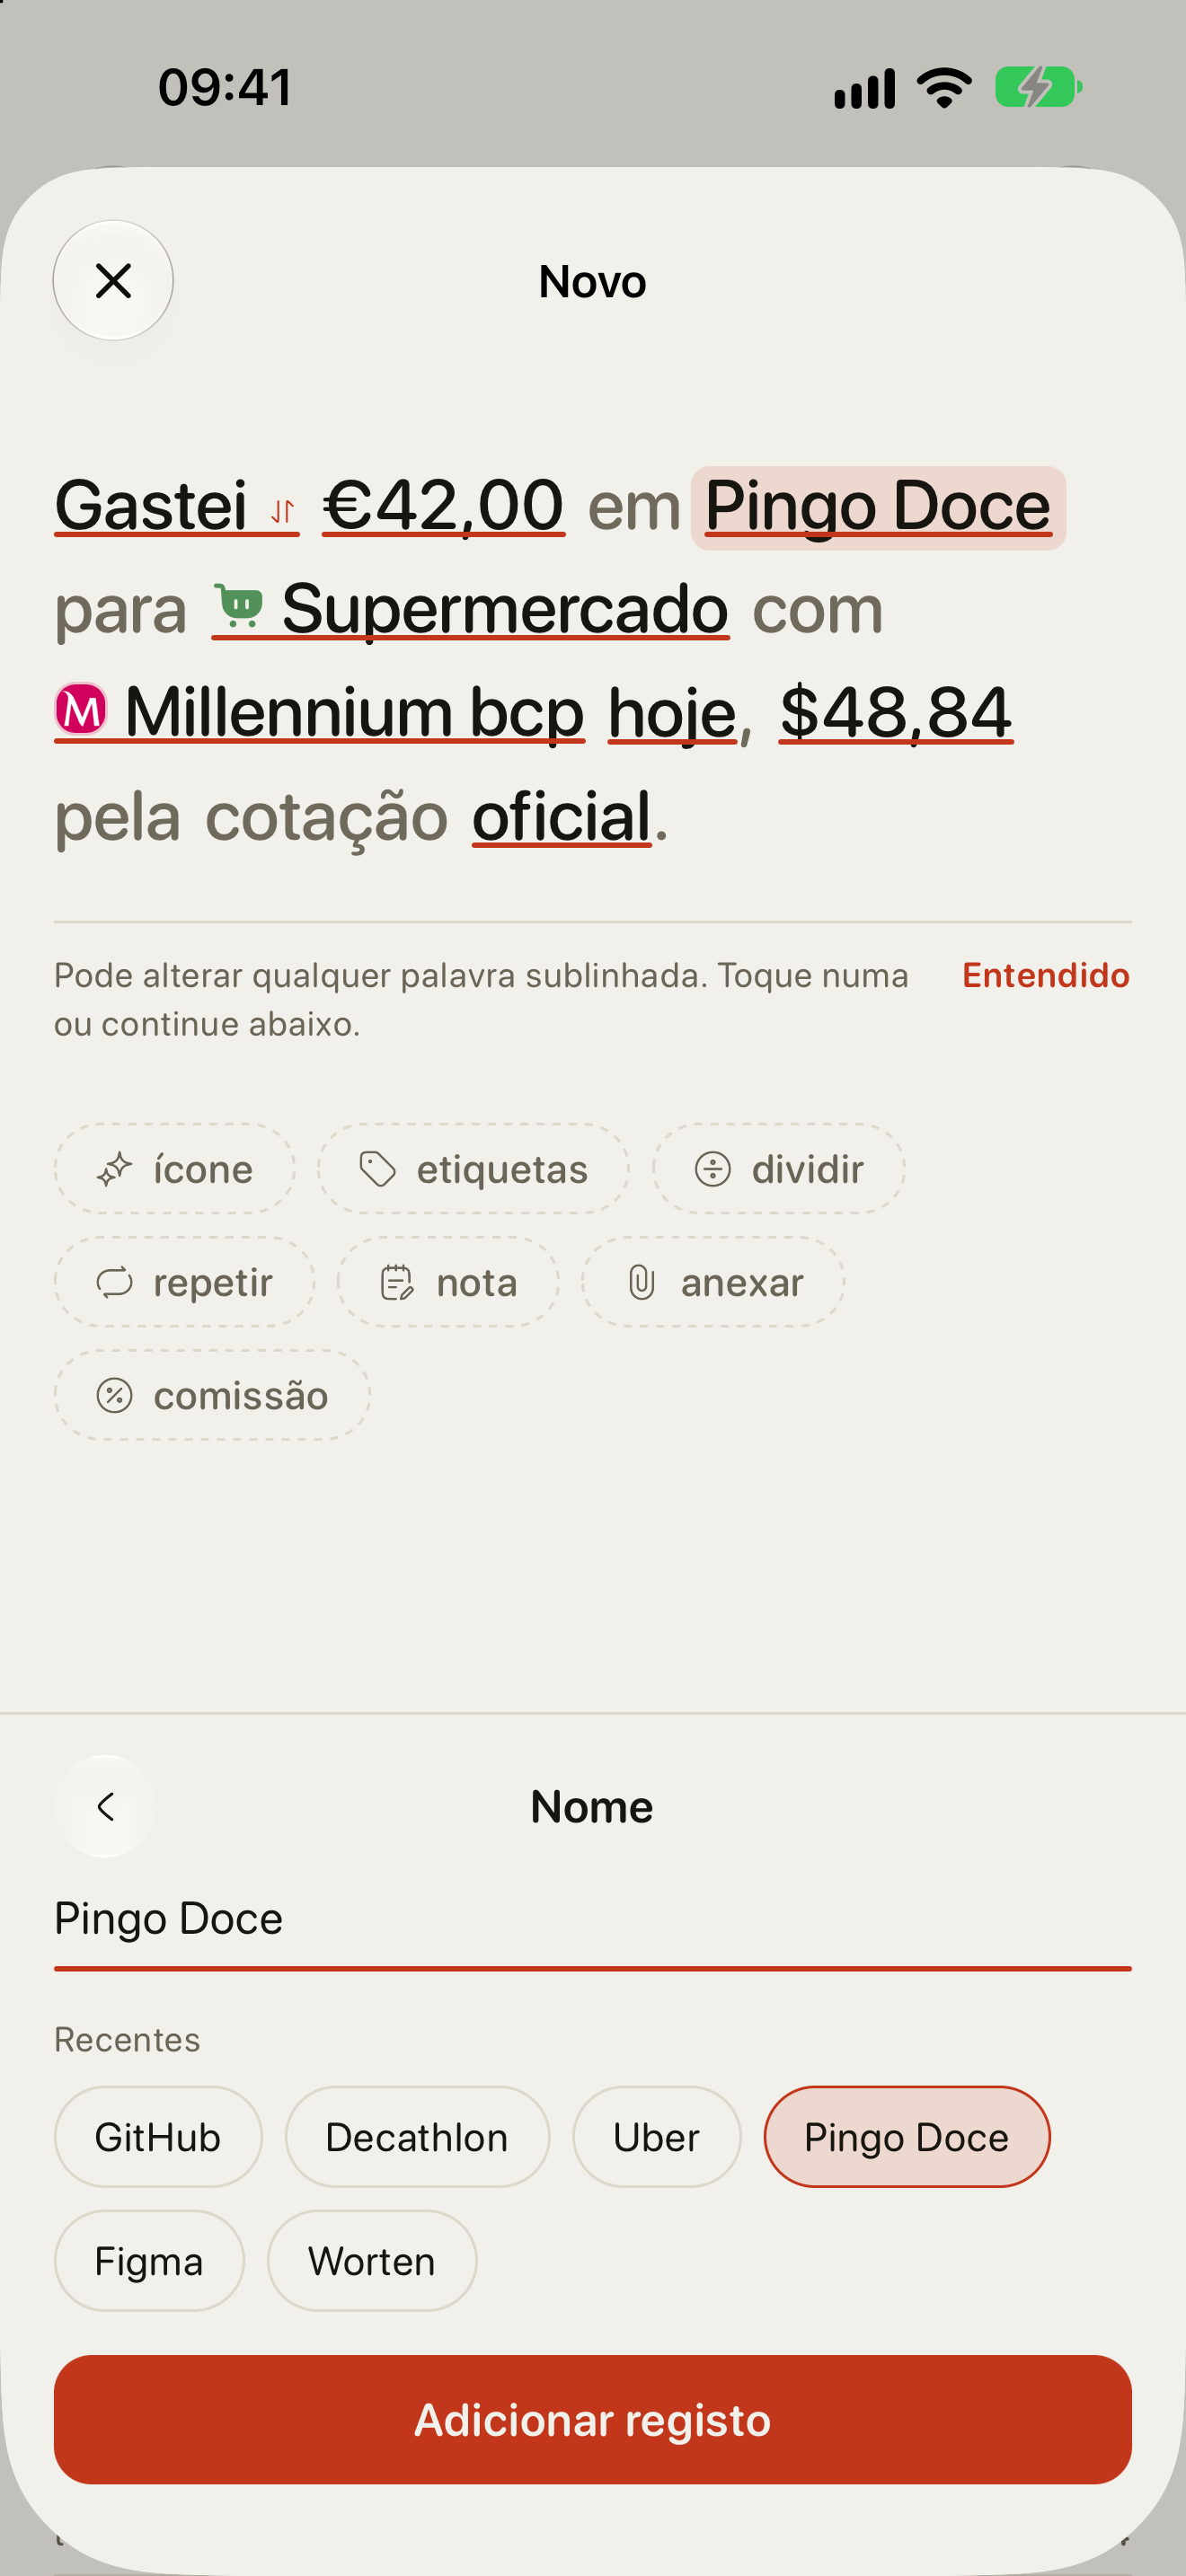 09:41
Novo
Gastei €42,00 em Pingo Doce
para Supermercado com
M Millennium bcp hoje, $48,84
pela cotação oficial.
Pode alterar qualquer palavra sublinhada. Toque numa
ou continue abaixo.
Entendido
ícone etiquetas dividir
repetir nota anexar
comissão
Nome
Pingo Doce
Recentes
GitHub Decathlon Uber Pingo Doce
Figma Worten
Adicionar registo